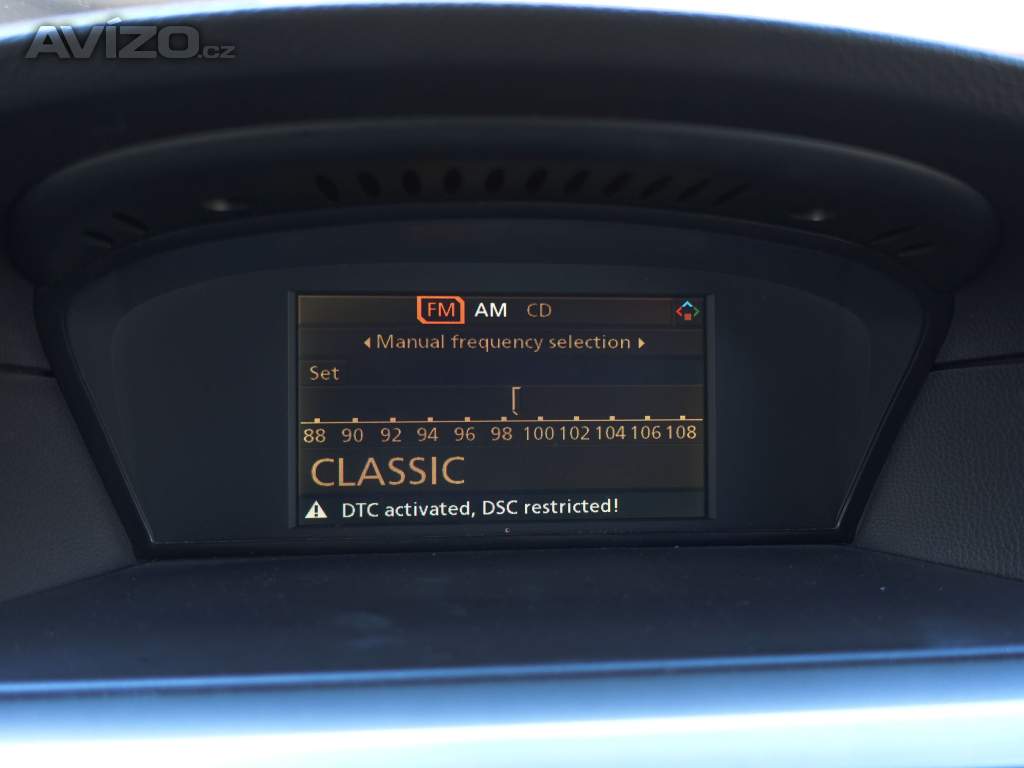 AVÍZO.cz
FM AM CD
Manual frequency selection
Set
88 90 92 94 96 98 100 102 104 106 108
CLASSIC
DTC activated, DSC restricted!